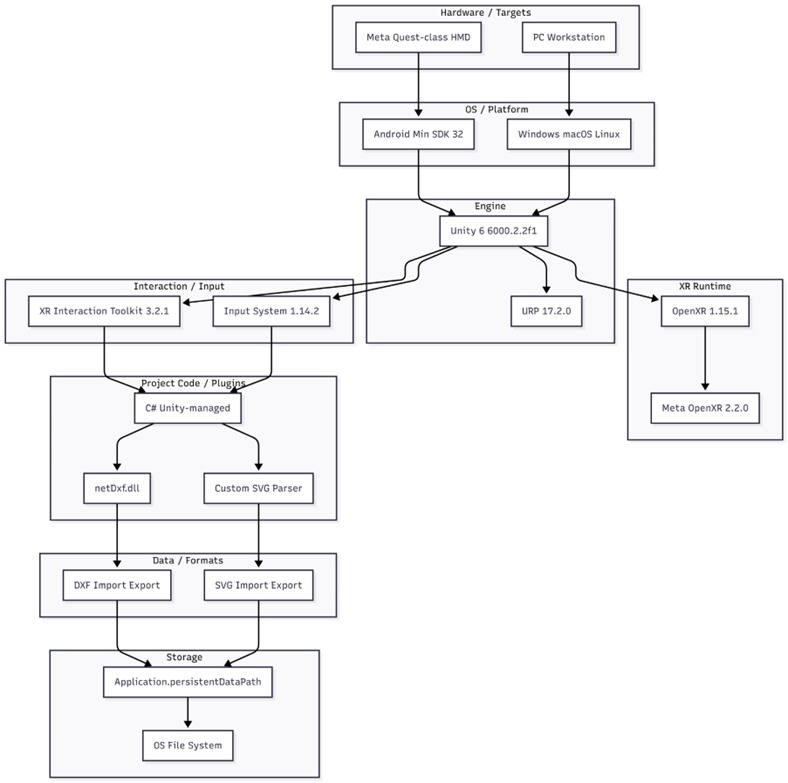 Hardware / Targets
Meta Quest-class HMD
PC Workstation
OS / Platform
Android Min SDK 32
Windows macOS Linux
Engine
Unity 6 6000.2.2f1
Interaction / Input
XR Interaction Toolkit 3.2.1
Input System 1.14.2
URP 17.2.0
XR Runtime
OpenXR 1.15.1
Meta OpenXR 2.2.0
Project Code / Plugins
C# Unity-managed
netDxf.dll
Custom SVG Parser
Data / Formats
DXF Import Export
SVG Import Export
Storage
Application.persistentDataPath
OS File System